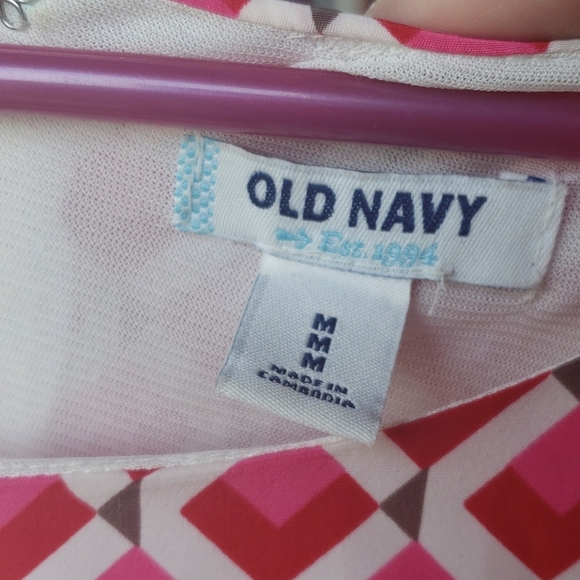 OLD NAVY
Est. 1994
M
M
M
MADE IN
CAMBODIA